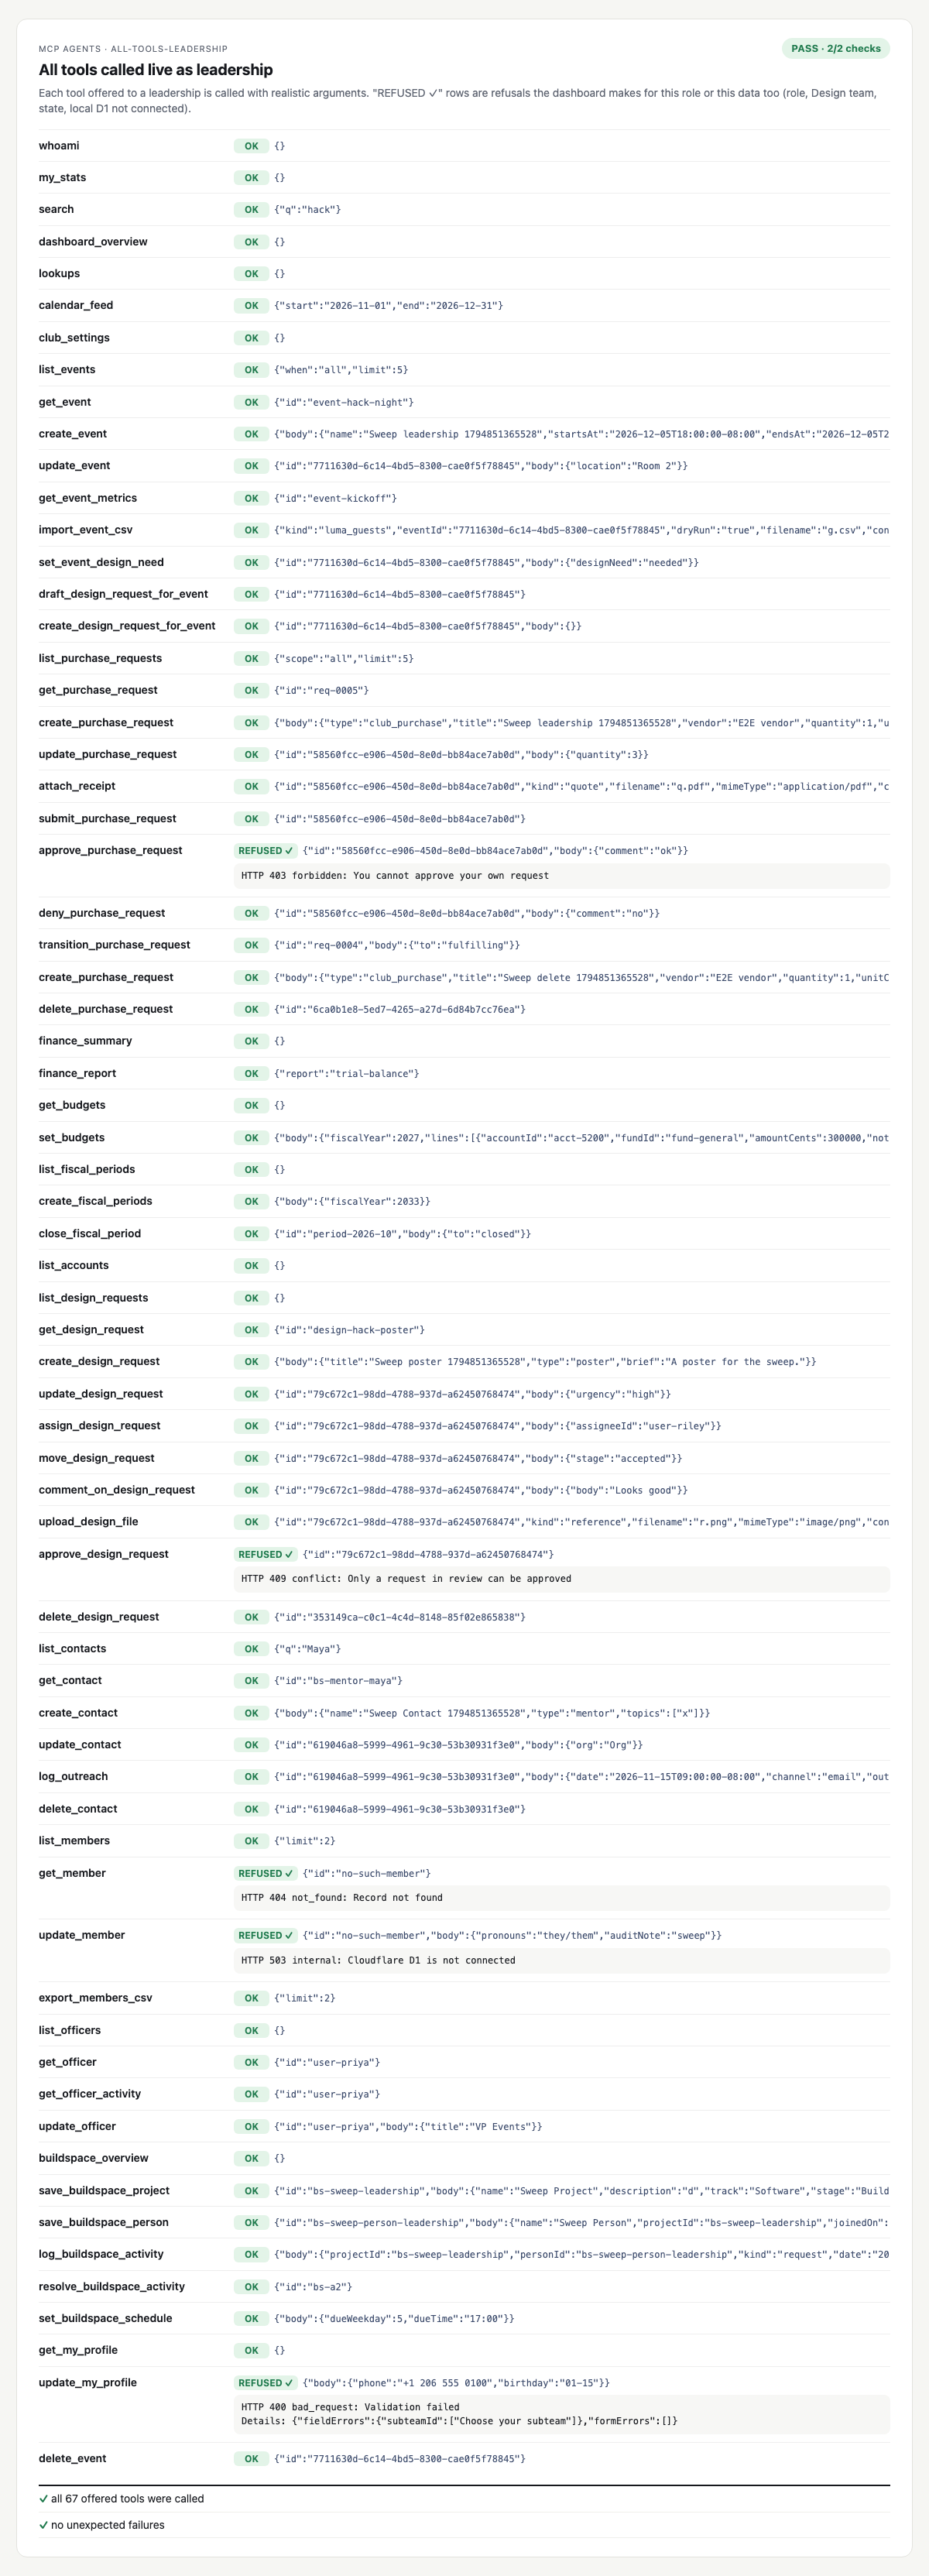 MCP AGENTS · ALL-TOOLS-LEADERSHIP
PASS · 2/2 checks
All tools called live as leadership
Each tool offered to a leadership is called with realistic arguments. "REFUSED ✓" rows are refusals the dashboard makes for this role or this data too (role, Design team,
state, local D1 not connected).
whoami OK {}
my_stats OK {}
search OK {"q":"hack"}
dashboard_overview OK {}
lookups OK {}
calendar_feed OK {"start":"2026-11-01","end":"2026-12-31"}
club_settings OK {}
list_events OK {"when":"all","limit":5}
get_event OK {"id":"event-hack-night"}
create_event OK {"body":{"name":"Sweep leadership 1794851365528","startsAt":"2026-12-05T18:00:00-08:00","endsAt":"2026-12-05T2
update_event OK {"id":"7711630d-6c14-4bd5-8300-cae0f5f78845","body":{"location":"Room 2"}}
get_event_metrics OK {"id":"event-kickoff"}
import_event_csv OK {"kind":"luma_guests","eventId":"7711630d-6c14-4bd5-8300-cae0f5f78845","dryRun":"true","filename":"g.csv","con
set_event_design_need OK {"id":"7711630d-6c14-4bd5-8300-cae0f5f78845","body":{"designNeed":"needed"}}
draft_design_request_for_event OK {"id":"7711630d-6c14-4bd5-8300-cae0f5f78845"}
create_design_request_for_event OK {"id":"7711630d-6c14-4bd5-8300-cae0f5f78845","body":{}}
list_purchase_requests OK {"scope":"all","limit":5}
get_purchase_request OK {"id":"req-0005"}
create_purchase_request OK {"body":{"type":"club_purchase","title":"Sweep leadership 1794851365528","vendor":"E2E vendor","quantity":1,"u
update_purchase_request OK {"id":"58560fcc-e906-450d-8e0d-bb84ace7ab0d","body":{"quantity":3}}
attach_receipt OK {"id":"58560fcc-e906-450d-8e0d-bb84ace7ab0d","kind":"quote","filename":"q.pdf","mimeType":"application/pdf","c
submit_purchase_request OK {"id":"58560fcc-e906-450d-8e0d-bb84ace7ab0d"}
approve_purchase_request REFUSED ✓ {"id":"58560fcc-e906-450d-8e0d-bb84ace7ab0d","body":{"comment":"ok"}}
HTTP 403 forbidden: You cannot approve your own request
deny_purchase_request OK {"id":"58560fcc-e906-450d-8e0d-bb84ace7ab0d","body":{"comment":"no"}}
transition_purchase_request OK {"id":"req-0004","body":{"to":"fulfilling"}}
create_purchase_request OK {"body":{"type":"club_purchase","title":"Sweep delete 1794851365528","vendor":"E2E vendor","quantity":1,"unitC
delete_purchase_request OK {"id":"6ca0b1e8-5ed7-4265-a27d-6d84b7cc76ea"}
finance_summary OK {}
finance_report OK {"report":"trial-balance"}
get_budgets OK {}
set_budgets OK {"body":{"fiscalYear":2027,"lines":[{"accountId":"acct-5200","fundId":"fund-general","amountCents":300000,"not
list_fiscal_periods OK {}
create_fiscal_periods OK {"body":{"fiscalYear":2033}}
close_fiscal_period OK {"id":"period-2026-10","body":{"to":"closed"}}
list_accounts OK {}
list_design_requests OK {}
get_design_request OK {"id":"design-hack-poster"}
create_design_request OK {"body":{"title":"Sweep poster 1794851365528","type":"poster","brief":"A poster for the sweep."}}
update_design_request OK {"id":"79c672c1-98dd-4788-937d-a62450768474","body":{"urgency":"high"}}
assign_design_request OK {"id":"79c672c1-98dd-4788-937d-a62450768474","body":{"assigneeId":"user-riley"}}
move_design_request OK {"id":"79c672c1-98dd-4788-937d-a62450768474","body":{"stage":"accepted"}}
comment_on_design_request OK {"id":"79c672c1-98dd-4788-937d-a62450768474","body":{"body":"Looks good"}}
upload_design_file OK {"id":"79c672c1-98dd-4788-937d-a62450768474","kind":"reference","filename":"r.png","mimeType":"image/png","con
approve_design_request REFUSED ✓ {"id":"79c672c1-98dd-4788-937d-a62450768474"}
HTTP 409 conflict: Only a request in review can be approved
delete_design_request OK {"id":"353149ca-c0c1-4c4d-8148-85f02e865838"}
list_contacts OK {"q":"Maya"}
get_contact OK {"id":"bs-mentor-maya"}
create_contact OK {"body":{"name":"Sweep Contact 1794851365528","type":"mentor","topics":["x"]}}
update_contact OK {"id":"619046a8-5999-4961-9c30-53b30931f3e0","body":{"org":"Org"}}
log_outreach OK {"id":"619046a8-5999-4961-9c30-53b30931f3e0","body":{"date":"2026-11-15T09:00:00-08:00","channel":"email","out
delete_contact OK {"id":"619046a8-5999-4961-9c30-53b30931f3e0"}
list_members OK {"limit":2}
get_member REFUSED ✓ {"id":"no-such-member"}
HTTP 404 not_found: Record not found
update_member REFUSED ✓ {"id":"no-such-member","body":{"pronouns":"they/them","auditNote":"sweep"}}
HTTP 503 internal: Cloudflare D1 is not connected
export_members_csv OK {"limit":2}
list_officers OK {}
get_officer OK {"id":"user-priya"}
get_officer_activity OK {"id":"user-priya"}
update_officer OK {"id":"user-priya","body":{"title":"VP Events"}}
buildspace_overview OK {}
save_buildspace_project OK {"id":"bs-sweep-leadership","body":{"name":"Sweep Project","description":"d","track":"Software","stage":"Build
save_buildspace_person OK {"id":"bs-sweep-person-leadership","body":{"name":"Sweep Person","projectId":"bs-sweep-leadership","joinedOn":
log_buildspace_activity OK {"body":{"projectId":"bs-sweep-leadership","personId":"bs-sweep-person-leadership","kind":"request","date":"20
resolve_buildspace_activity OK {"id":"bs-a2"}
set_buildspace_schedule OK {"body":{"dueWeekday":5,"dueTime":"17:00"}}
get_my_profile OK {}
update_my_profile REFUSED ✓ {"body":{"phone":"+1 206 555 0100","birthday":"01-15"}}
HTTP 400 bad_request: Validation failed
Details: {"fieldErrors":{"subteamId":["Choose your subteam"]},"formErrors":[]}
delete_event OK {"id":"7711630d-6c14-4bd5-8300-cae0f5f78845"}
✓ all 67 offered tools were called
✓ no unexpected failures